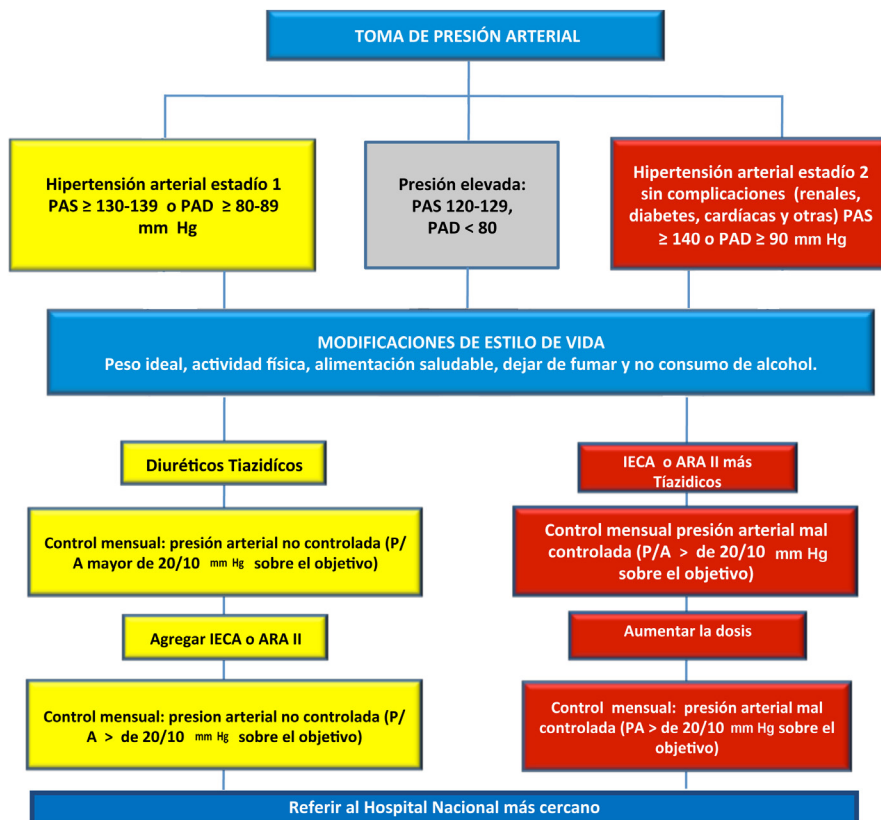 TOMA DE PRESIÓN ARTERIAL
Hipertensión arterial estadío 1
PAS ≥ 130-139 o PAD ≥ 80-89
mm Hg
Presión elevada:
PAS 120-129,
PAD < 80
Hipertensión arterial estadío 2
sin complicaciones (renales,
diabetes, cardíacas y otras) PAS
≥ 140 o PAD ≥ 90 mm Hg
MODIFICACIONES DE ESTILO DE VIDA
Peso ideal, actividad física, alimentación saludable, dejar de fumar y no consumo de alcohol.
Diuréticos Tiazidícos
IECA o ARA II más
Tíazidicos
Control mensual: presión arterial no controlada (P/
A mayor de 20/10 mm Hg sobre el objetivo)
Control mensual presión arterial mal
controlada (P/A > de 20/10 mm Hg
sobre el objetivo)
Agregar IECA o ARA II
Aumentar la dosis
Control mensual: presion arterial no controlada (P/
A > de 20/10 mm Hg sobre el objetivo)
Control mensual: presión arterial mal
controlada (PA > de 20/10 mm Hg sobre el
objetivo)
Referir al Hospital Nacional más cercano